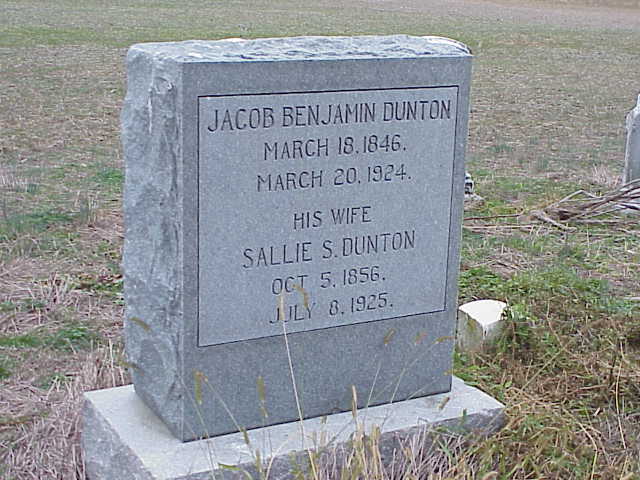 JACOB BENJAMIN DUNTON
MARCH 18. 1846.
MARCH 20. 1924.
HIS WIFE
SALLIE S. DUNTON
OCT 5. 1856.
JULY 8. 1925.